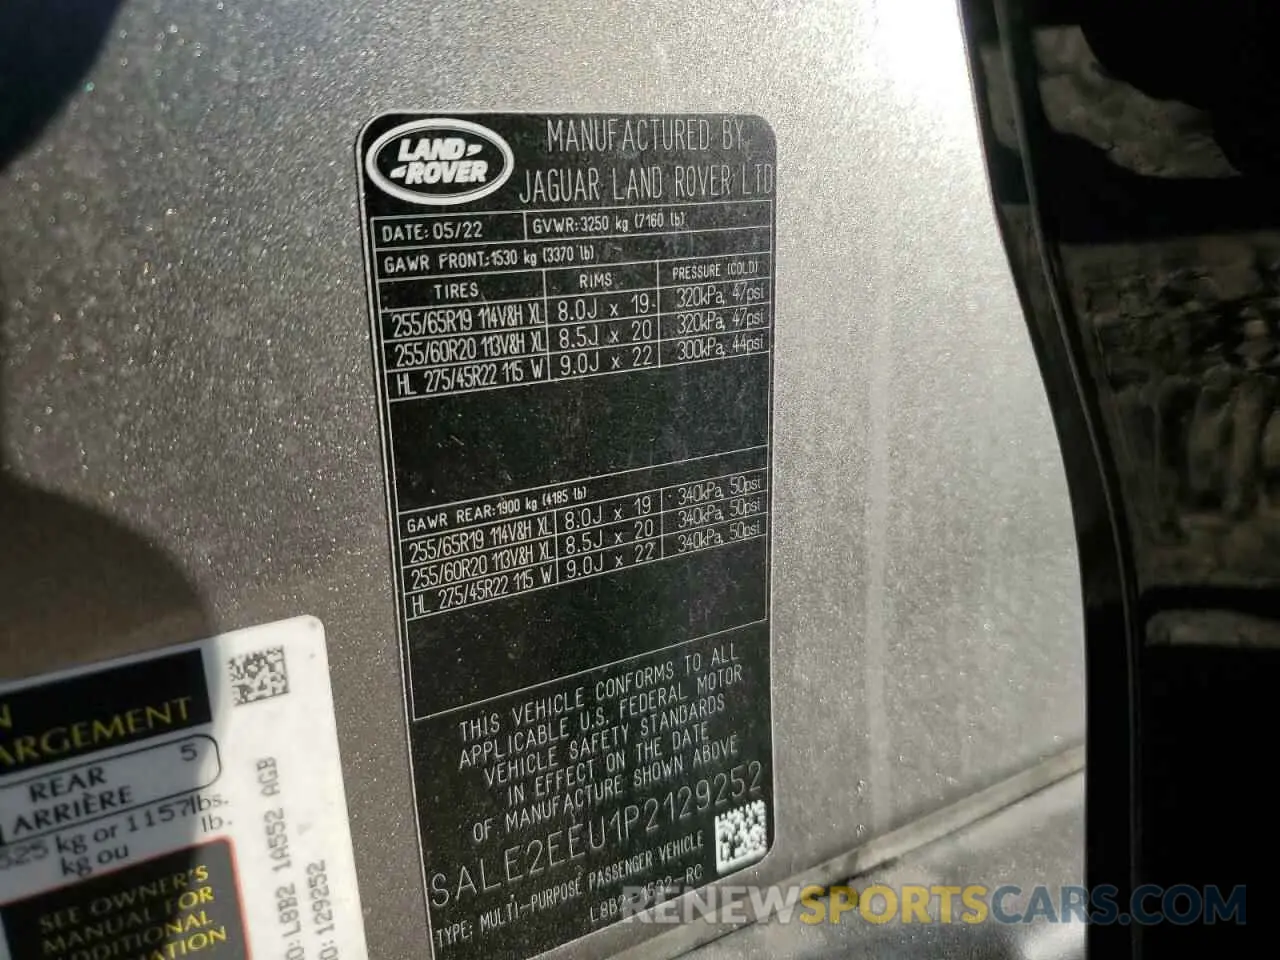 LAND
ROVER
MANUFACTURED BY
JAGUAR LAND ROVER LTD
DATE: 05/22
GVWR:3250 kg (7160 lb)
GAWR FRONT:1530 kg (3370 lb)
TIRES RIMS PRESSURE (COLD)
255/65R19 114V&H XL 8.0J x 19 320kPa, 47psi
255/60R20 113V&H XL 8.5J x 20 320kPa, 47psi
HL 275/45R22 115 W 9.0J x 22 300kPa, 44psi
GAWR REAR:1900 kg (4185 lb)
255/65R19 114V&H XL 8.0J x 19 340kPa, 50psi
255/60R20 113V&H XL 8.5J x 20 340kPa, 50psi
HL 275/45R22 115 W 9.0J x 22 340kPa, 50psi
THIS VEHICLE CONFORMS TO ALL
APPLICABLE U.S. FEDERAL MOTOR
VEHICLE SAFETY STANDARDS
IN EFFECT ON THE DATE
OF MANUFACTURE SHOWN ABOVE
SALE2EEU1P2129252
TYPE: MULTI-PURPOSE PASSENGER VEHICLE
N
ARGEMENT
REAR 5
ARRIÈRE
525 kg or 1157lbs.
kg ou lb.
SEE OWNER'S
MANUAL FOR
ADDITIONAL
ATION
O:L8B2 1A552 AGB
O: 129252
REVERSPORTSCARS.COM